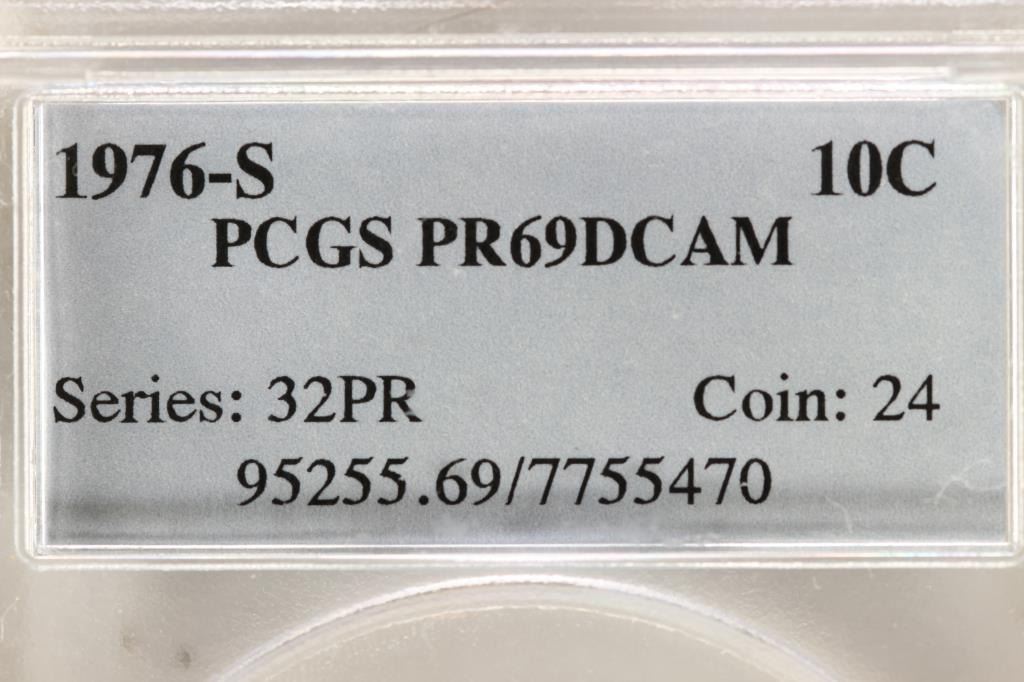 1976-S 10C
PCGS PR69DCAM
Series: 32PR Coin: 24
95255.69/7755470